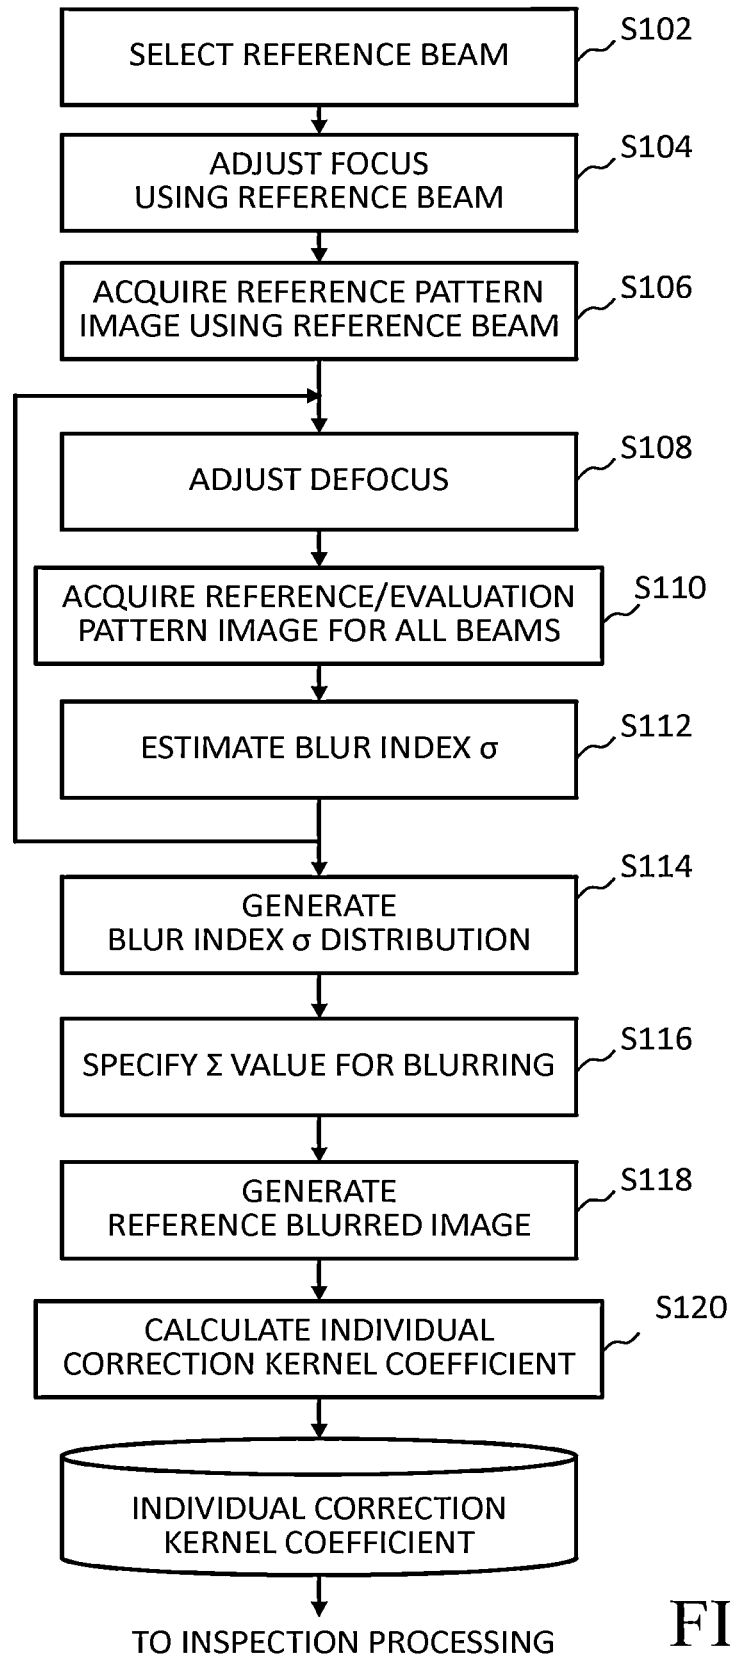 SELECT REFERENCE BEAM
S102
ADJUST FOCUS
USING REFERENCE BEAM
S104
ACQUIRE REFERENCE PATTERN
IMAGE USING REFERENCE BEAM
S106
ADJUST DEFOCUS
S108
ACQUIRE REFERENCE/EVALUATION
PATTERN IMAGE FOR ALL BEAMS
S110
ESTIMATE BLUR INDEX σ
S112
GENERATE
BLUR INDEX σ DISTRIBUTION
S114
SPECIFY Σ VALUE FOR BLURRING
S116
GENERATE
REFERENCE BLURRED IMAGE
S118
CALCULATE INDIVIDUAL
CORRECTION KERNEL COEFFICIENT
S120
INDIVIDUAL CORRECTION
KERNEL COEFFICIENT
TO INSPECTION PROCESSING
FI